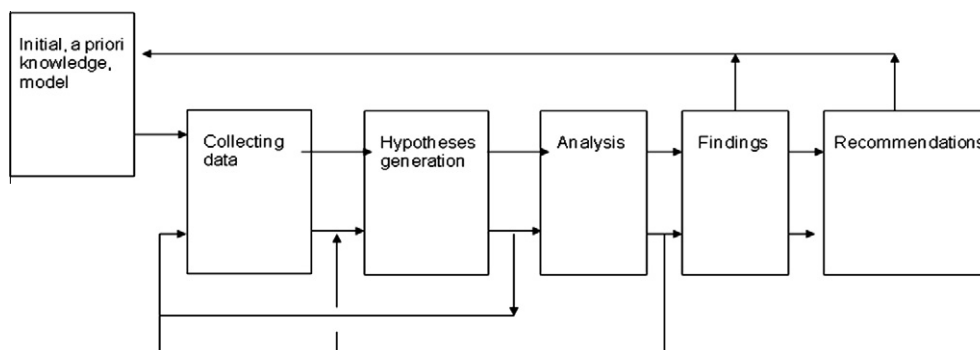 Initial, a priori
knowledge,
model
Collecting
data
Hypotheses
generation
Analysis
Findings
Recommendations